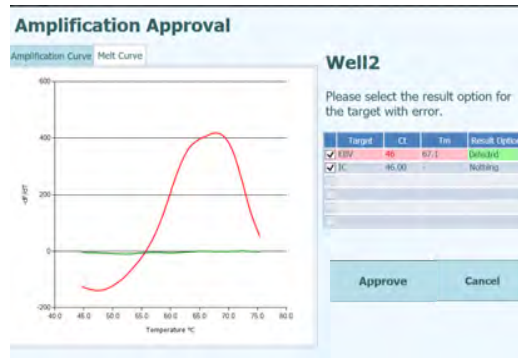 Amplification Approval
Amplification Curve Melt Curve
Well2
Please select the result option for
the target with error.
Target Ct Tm Result Option
EBV 46 67.1 Detected
IC 46.00 - Nothing
Approve Cancel
600
400
200
0
-200
-dF/dT
40.0 45.0 50.0 55.0 60.0 65.0 70.0 75.0 80.0
Temperature °C